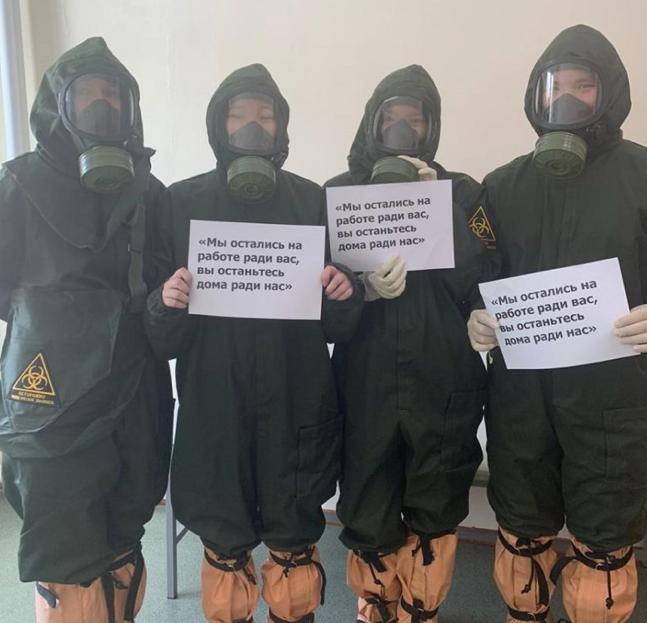 «Мы остались на
работе ради вас,
вы останьтесь
дома ради нас»
«Мы остались на
работе ради вас,
вы останьтесь
дома ради нас»
«Мы остались на
работе ради вас,
вы останьтесь
дома ради нас»
ОСТОРОЖНО